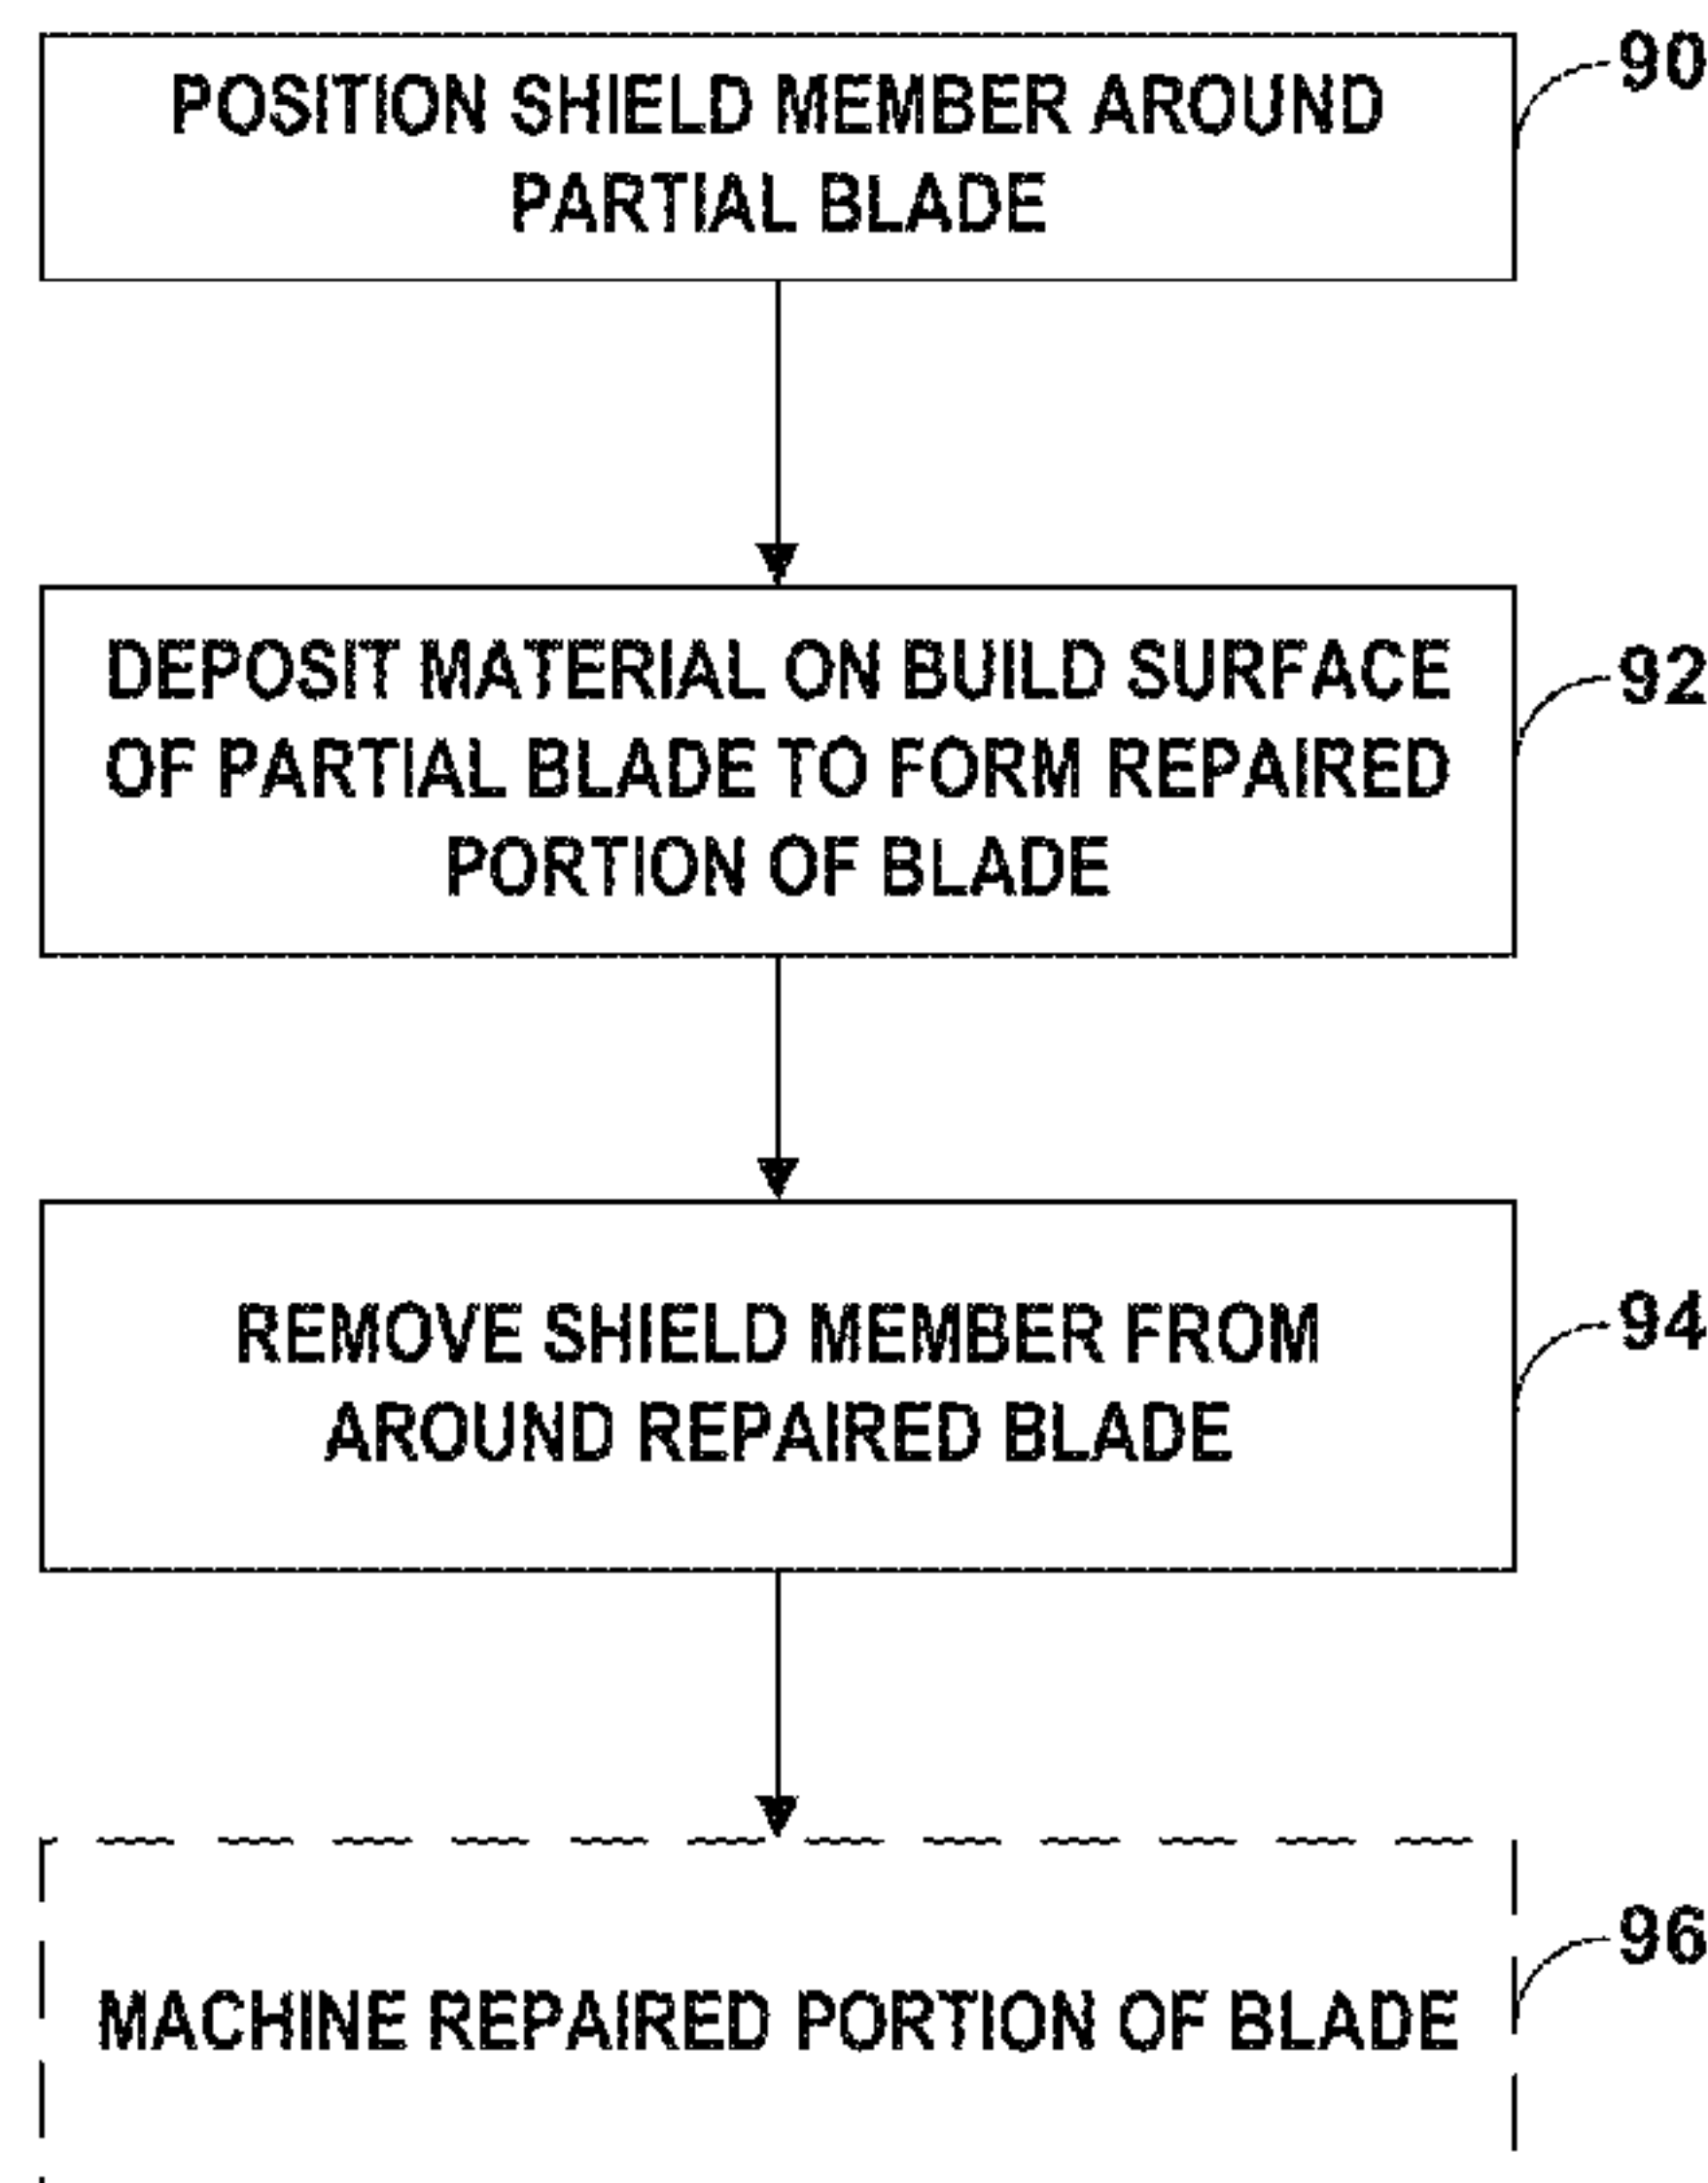 POSITION SHIELD MEMBER AROUND
PARTIAL BLADE
90
DEPOSIT MATERIAL ON BUILD SURFACE
OF PARTIAL BLADE TO FORM REPAIRED
PORTION OF BLADE
92
REMOVE SHIELD MEMBER FROM
AROUND REPAIRED BLADE
94
MACHINE REPAIRED PORTION OF BLADE
96